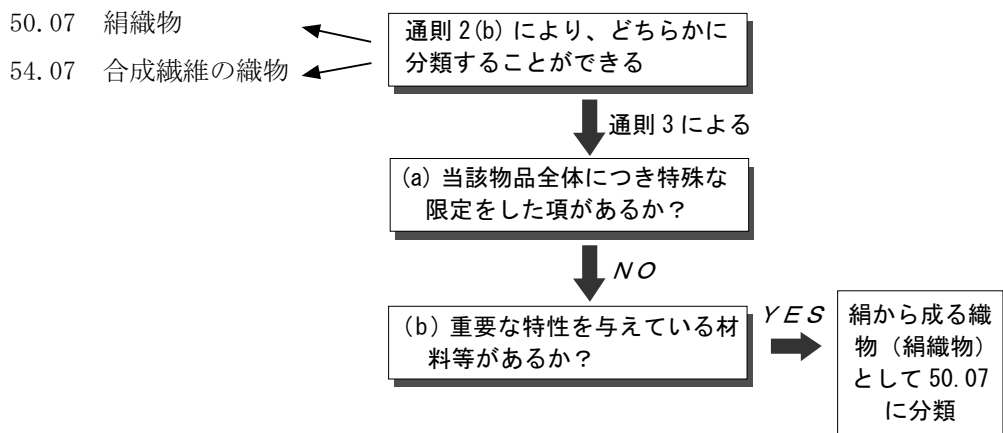 50.07 絹織物
54.07 合成繊維の織物
通則2(b)により、どちらかに
分類することができる
通則3による
(a)当該物品全体につき特殊な
限定をした項があるか?
NO
(b)重要な特性を与えている材
料等があるか?
YES
絹から成る織
物(絹織物)
として50.07
に分類